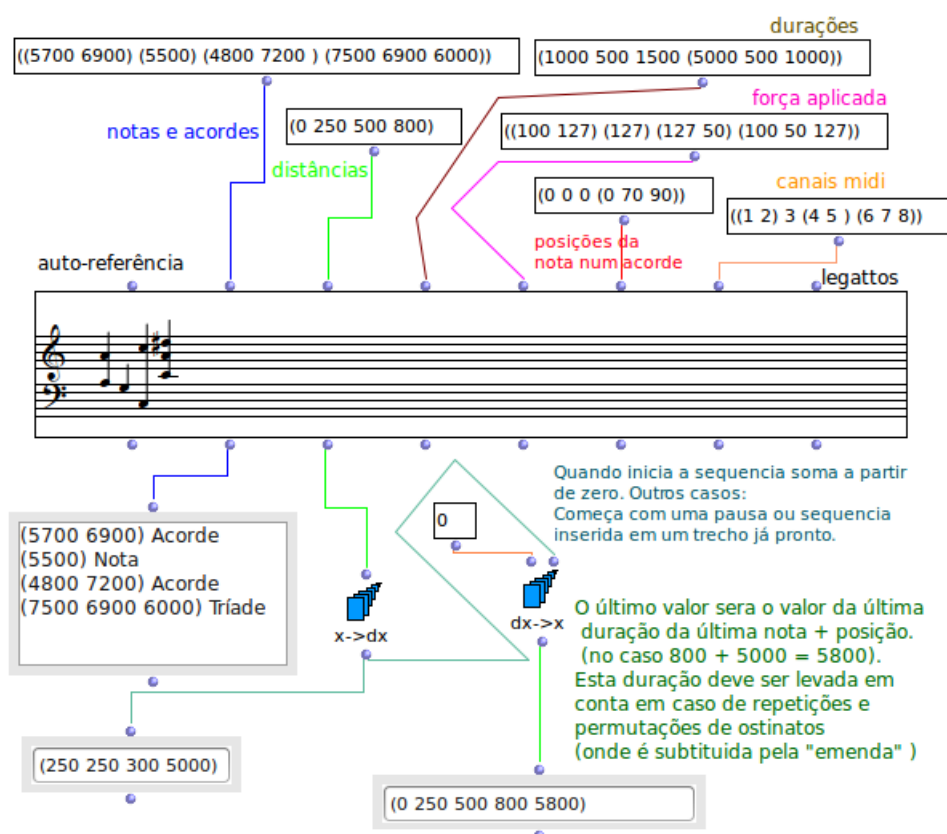 durações
((5700 6900) (5500) (4800 7200 ) (7500 6900 6000))
(1000 500 1500 (5000 500 1000))
força aplicada
notas e acordes
(0 250 500 800)
((100 127) (127) (127 50) (100 50 127))
distâncias
canais midi
(0 0 0 (0 70 90))
((1 2) 3 (4 5 ) (6 7 8))
posições da
nota num acorde
auto-referência
legattos
Quando inicia a sequencia soma a partir
de zero. Outros casos:
Começa com uma pausa ou sequencia
inserida em um trecho já pronto.
0
(5700 6900) Acorde
(5500) Nota
(4800 7200) Acorde
(7500 6900 6000) Tríade
x->dx
dx->x
O último valor sera o valor da última
duração da última nota + posição.
(no caso 800 + 5000 = 5800).
Esta duração deve ser levada em
conta em caso de repetições e
permutações de ostinatos
(onde é subtituida pela "emenda" )
(250 250 300 5000)
(0 250 500 800 5800)